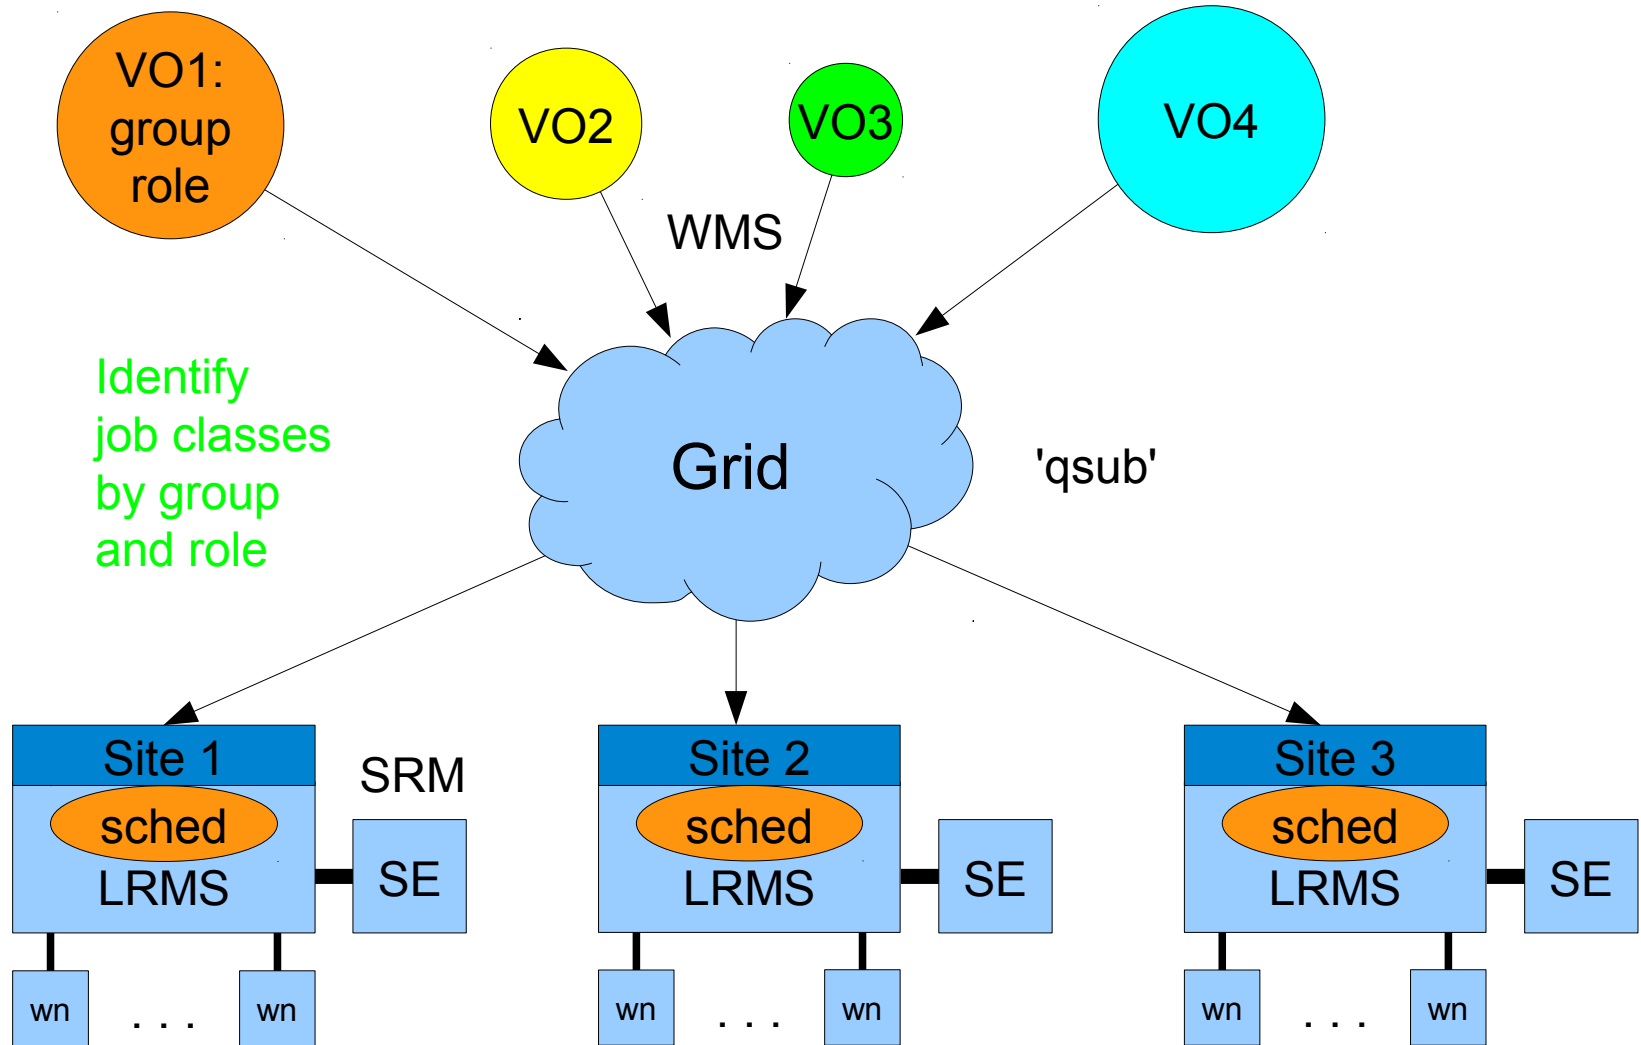 VO1:
group
role
VO2
VO3
VO4
WMS
Identify
job classes
by group
and role
Grid
'qsub'
Site 1
sched
LRMS
SRM
SE
wn
. . .
wn
Site 2
sched
LRMS
SE
wn
. . .
wn
Site 3
sched
LRMS
SE
wn
. . .
wn